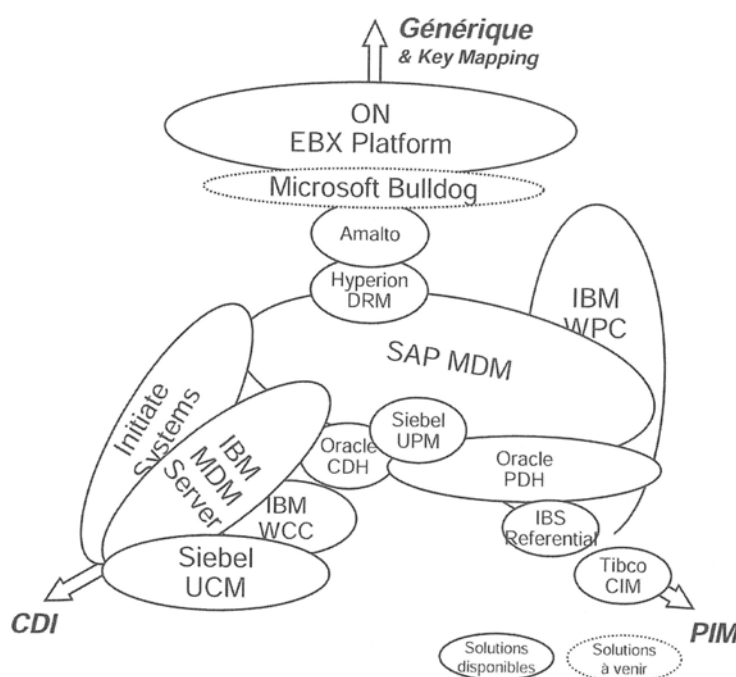 Générique
& Key Mapping
ON
EBX Platform
Microsoft Bulldog
Amalto
Hyperion
DRM
IBM
WPC
SAP MDM
Initiate
Systems
IBM
MDM
Server
Siebel
UPM
Oracle
CDH
Oracle
PDH
IBM
WCC
IBS
Referential
Siebel
UCM
Tibco
CIM
CDI
PIM
Solutions
disponibles
Solutions
à venir